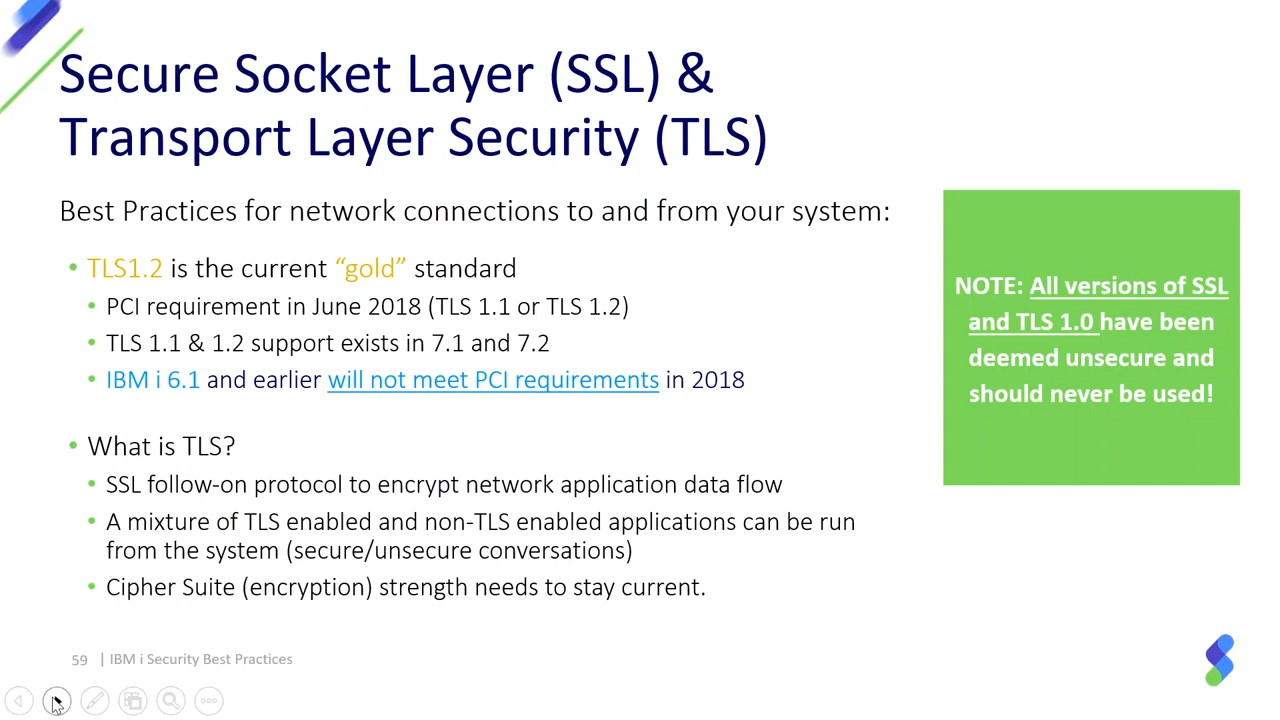 Secure Socket Layer (SSL) &
Transport Layer Security (TLS)
Best Practices for network connections to and from your system:
• TLS1.2 is the current “gold” standard
• PCI requirement in June 2018 (TLS 1.1 or TLS 1.2)
• TLS 1.1 & 1.2 support exists in 7.1 and 7.2
• IBM i 6.1 and earlier will not meet PCI requirements in 2018
• What is TLS?
• SSL follow-on protocol to encrypt network application data flow
• A mixture of TLS enabled and non-TLS enabled applications can be run
from the system (secure/unsecure conversations)
• Cipher Suite (encryption) strength needs to stay current.
NOTE: All versions of SSL
and TLS 1.0 have been
deemed unsecure and
should never be used!
59 | IBM i Security Best Practices